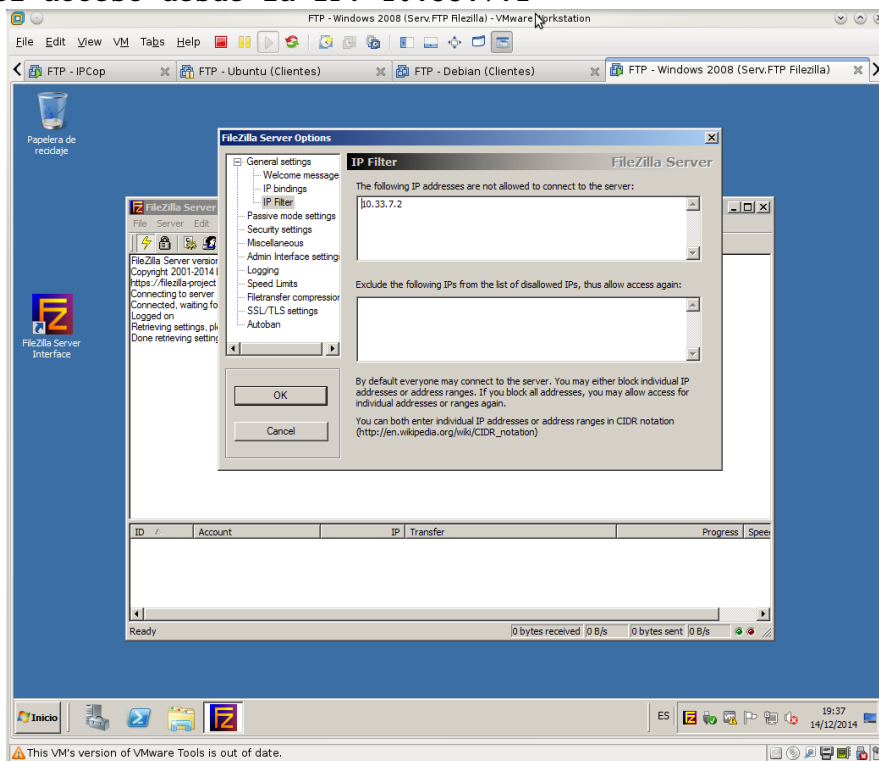 FTP - Windows 2008 (Serv.FTP Filezilla) - VMware Workstation
File Edit View VM Tabs Help
FTP - IPCop
FTP - Ubuntu (Clientes)
FTP - Debian (Clientes)
FTP - Windows 2008 (Serv.FTP Filezilla)
Papelera de
reciclaje
FileZilla Server
Interface
FileZilla Server
File Server Edit
FileZilla Server version
Copyright 2001-2014
https://filezilla-project
Connecting to server
Connected, waiting fo
Logged on
Retrieving settings, pl
Done retrieving setting
FileZilla Server Options
General settings
Welcome message
IP bindings
IP Filter
Passive mode settings
Security settings
Miscellaneous
Admin Interface setting
Logging
Speed Limits
Filetransfer compression
SSL/TLS settings
Autoban
OK
Cancel
IP Filter
FileZilla Server
The following IP addresses are not allowed to connect to the server:
10.33.7.2
Exclude the following IPs from the list of disallowed IPs, thus allow access again:
By default everyone may connect to the server. You may either block individual IP
addresses or address ranges. If you block all addresses, you may allow access for
individual addresses or ranges again.
You can both enter individual IP addresses or address ranges in CIDR notation
(http://en.wikipedia.org/wiki/CIDR_notation)
ID Account IP Transfer Progress Spee
Ready
0 bytes received 0 B/s 0 bytes sent 0 B/s
Inicio
ES
19:37
14/12/2014
This VM's version of VMware Tools is out of date.